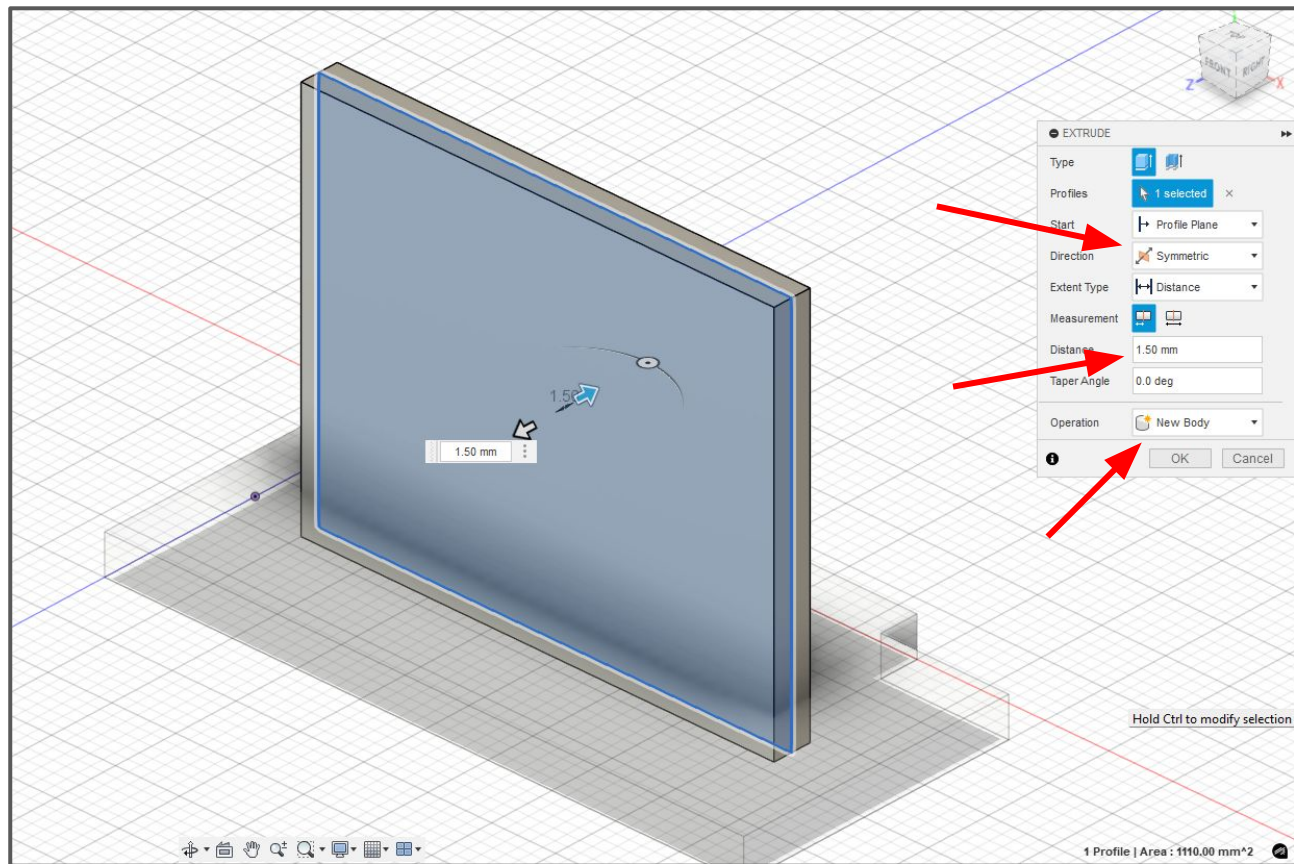 FRONT
RIGHT
Z
X
EXTRUDE
Type
Profiles 1 selected
Start Profile Plane
Direction Symmetric
Extent Type Distance
Measurement
Distance 1.50 mm
Taper Angle 0.0 deg
Operation New Body
OK Cancel
1.50
1.50 mm
Hold Ctrl to modify selection
1 Profile | Area : 1110.00 mm^2